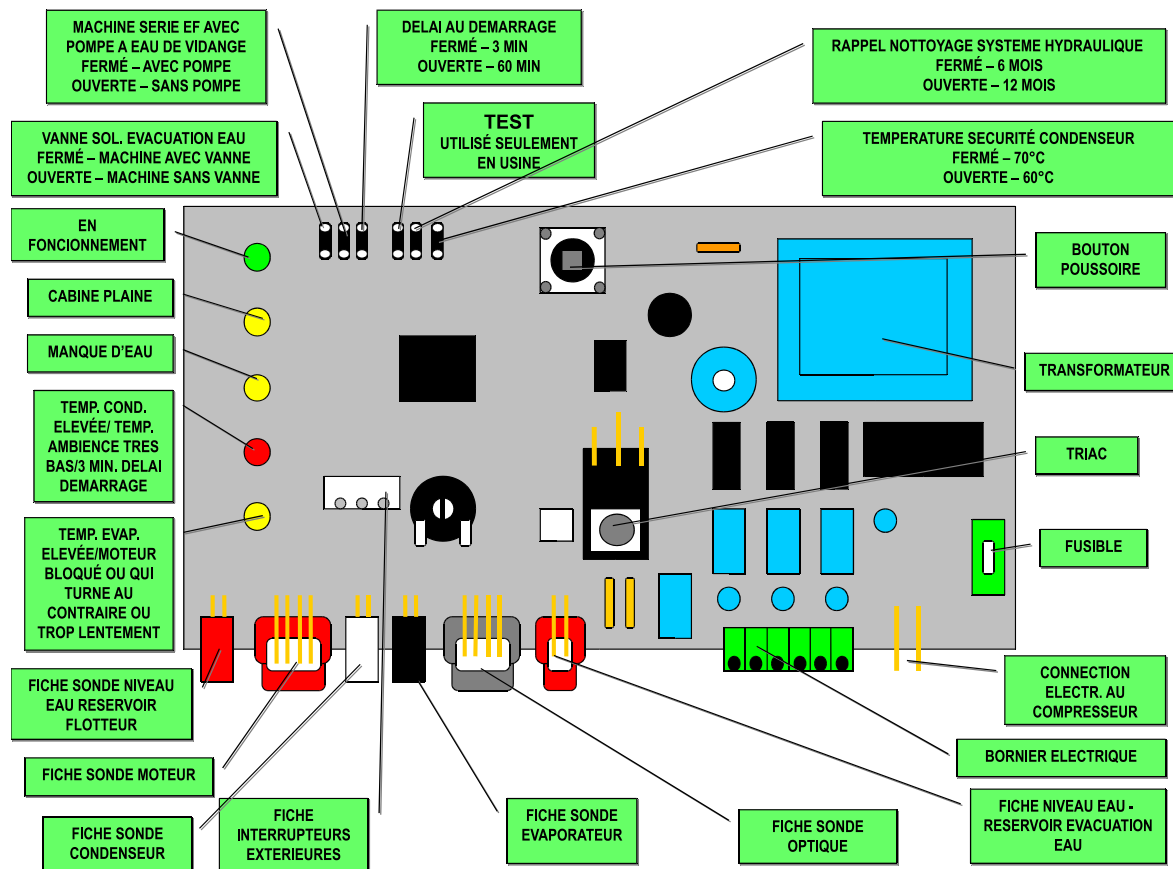 MACHINE SERIE EF AVEC
POMPE A EAU DE VIDANGE
FERMÉ – AVEC POMPE
OUVERTE – SANS POMPE
DELAI AU DEMARRAGE
FERMÉ – 3 MIN
OUVERTE – 60 MIN
RAPPEL NOTTOYAGE SYSTEME HYDRAULIQUE
FERMÉ – 6 MOIS
OUVERTE – 12 MOIS
VANNE SOL. EVACUATION EAU
FERMÉ – MACHINE AVEC VANNE
OUVERTE – MACHINE SANS VANNE
TEST
UTILISÉ SEULEMENT
EN USINE
TEMPERATURE SECURITÉ CONDENSEUR
FERMÉ – 70°C
OUVERTE – 60°C
EN
FONCIONNEMENT
CABINE PLAINE
MANQUE D'EAU
TEMP. COND.
ELEVÉE/ TEMP.
AMBIENCE TRES
BAS/3 MIN. DELAI
DEMARRAGE
TEMP. EVAP.
ELEVÉE/MOTEUR
BLOQUÉ OU QUI
TURNE AU
CONTRAIRE OU
TROP LENTEMENT
BOUTON
POUSSOIRE
TRANSFORMATEUR
TRIAC
FUSIBLE
FICHE SONDE NIVEAU
EAU RESERVOIR
FLOTTEUR
FICHE SONDE MOTEUR
FICHE SONDE
CONDENSEUR
FICHE
INTERRUPTEURS
EXTERIEURES
FICHE SONDE
EVAPORATEUR
FICHE SONDE
OPTIQUE
CONNECTION
ELECTR. AU
COMPRESSEUR
BORNIER ELECTRIQUE
FICHE NIVEAU EAU -
RESERVOIR EVACUATION
EAU